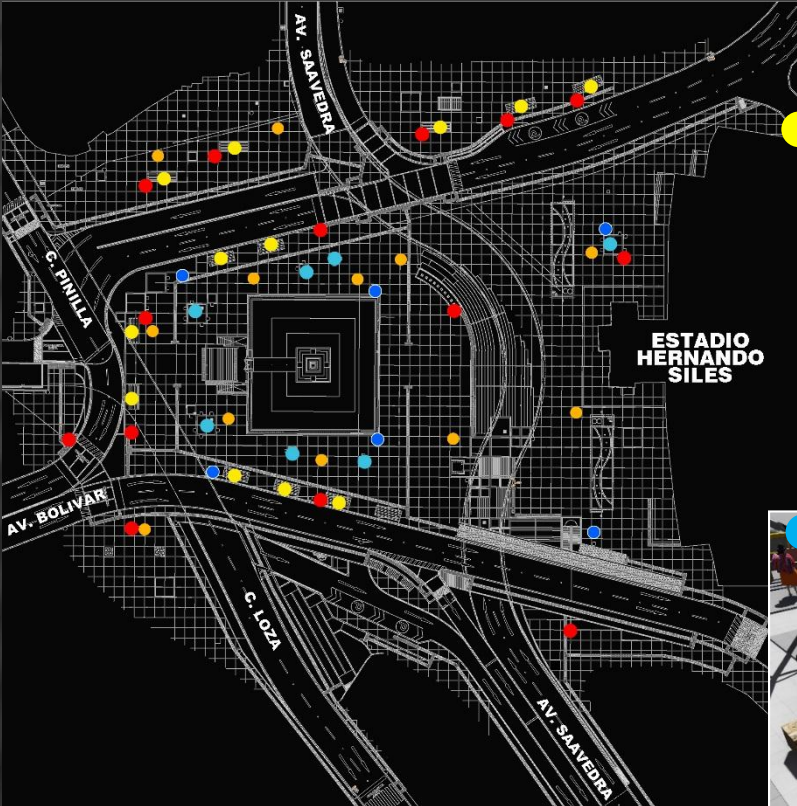 AV. SAAVEDRA
C. PINILLA
ESTADIO
HERNANDO
SILES
AV. BOLIVAR
C. LOZA
AV. SAAVEDRA